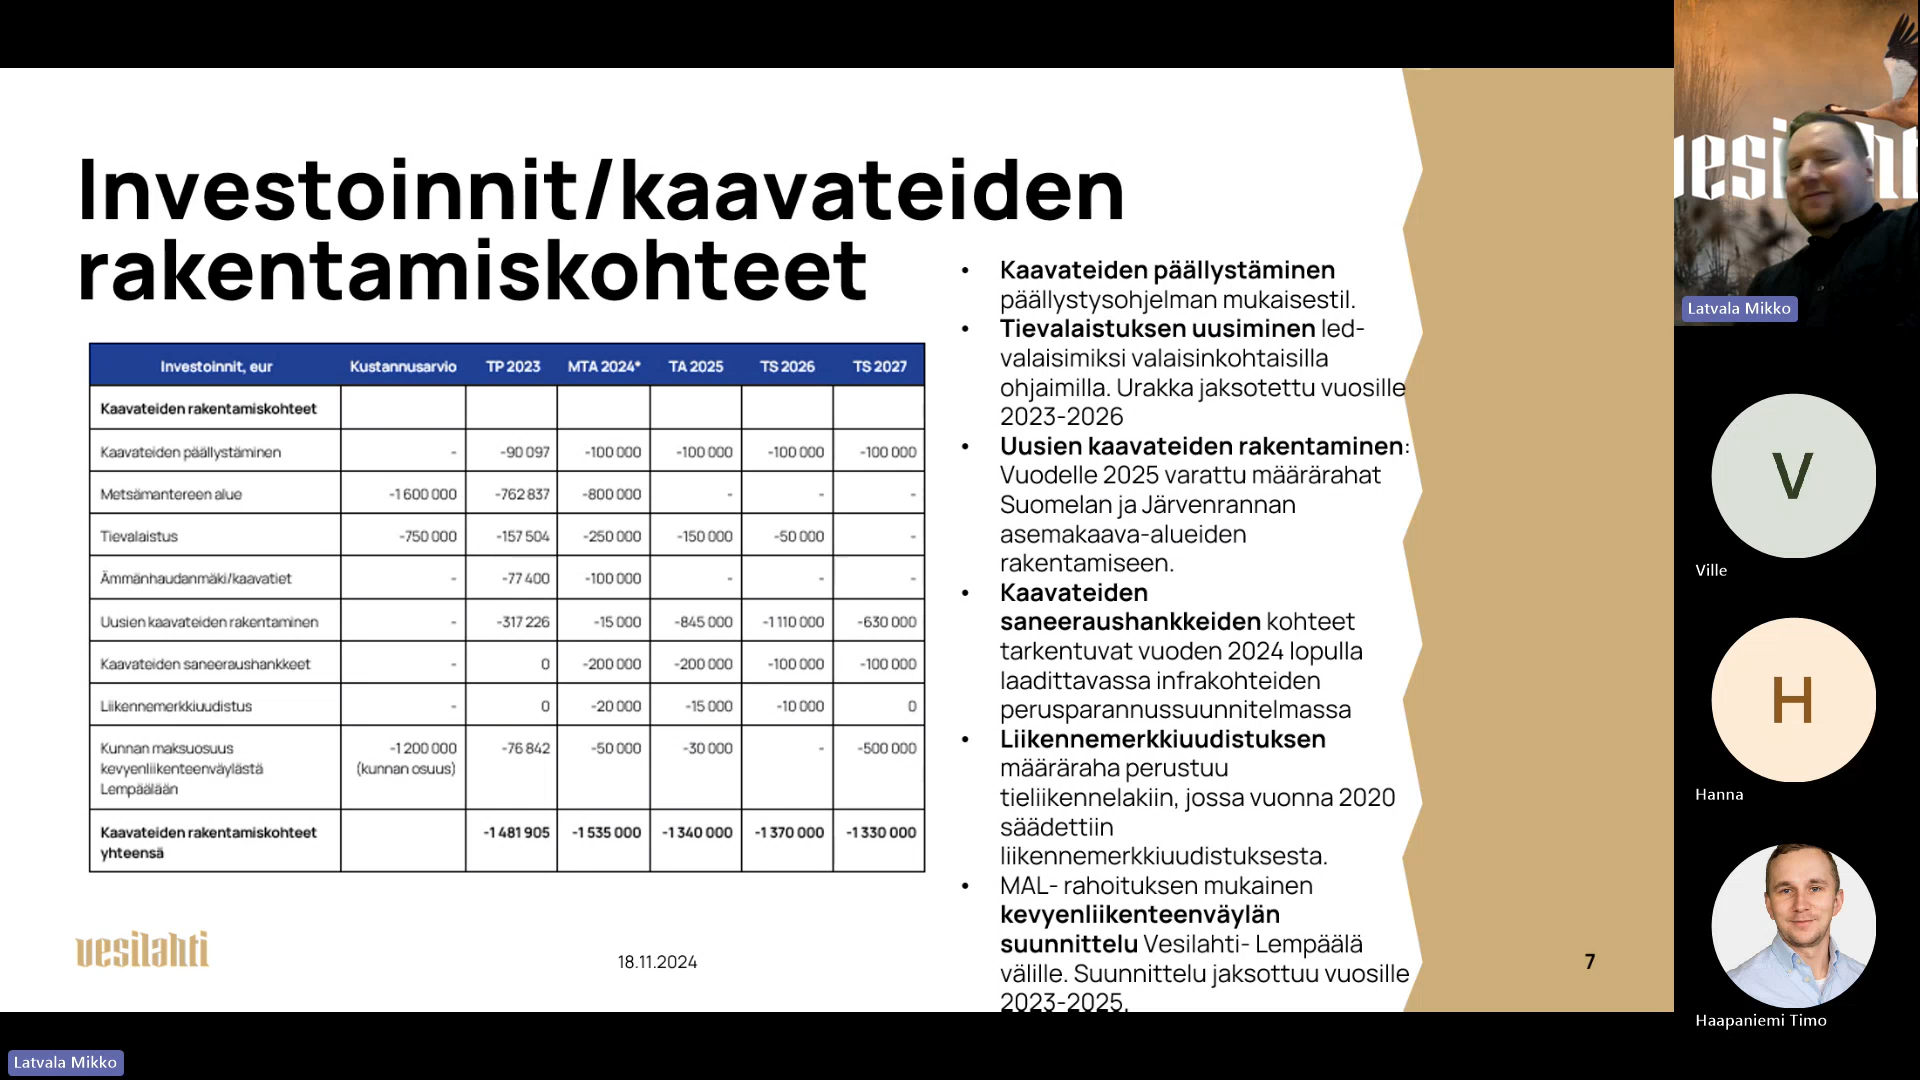 Investoinnit/kaavateiden
rakentamiskohteet
Investoinnit, eur Kustannusarvio TP 2023 MTA 2024* TA 2025 TS 2026 TS 2027
Kaavateiden rakentamiskohteet
Kaavateiden päällystäminen - -90 097 -100 000 -100 000 -100 000 -100 000
Metsämantereen alue -1 600 000 -762 837 -800 000 - - -
Tievalaistus -750 000 -157 504 -250 000 -150 000 -50 000 -
Ämmänhaudanmäki/kaavatiet - -77 400 -100 000 - - -
Uusien kaavateiden rakentaminen - -317 226 -15 000 -845 000 -1 110 000 -630 000
Kaavateiden saneeraushankkeet - 0 -200 000 -200 000 -100 000 -100 000
Liikennemerkkiuudistus - 0 -20 000 -15 000 -10 000 0
Kunnan maksuosuus -1 200 000 -76 842 -50 000 -30 000 - -500 000
kevyenliikenteenväylästä (kunnan osuus)
Lempäälään
Kaavateiden rakentamiskohteet -1 481 905 -1 535 000 -1 340 000 -1 370 000 -1 330 000
yhteensä
• Kaavateiden päällystäminen
päällystysohjelman mukaisestil.
• Tievalaistuksen uusiminen led-
valaisimiksi valaisinkohtaisilla
ohjaimilla. Urakka jaksotettu vuosille
2023-2026
• Uusien kaavateiden rakentaminen:
Vuodelle 2025 varattu määrärahat
Suomelan ja Järvenrannan
asemakaava-alueiden
rakentamiseen.
• Kaavateiden
saneeraushankkeiden kohteet
tarkentuvat vuoden 2024 lopulla
laadittavassa infrakohteiden
perusparannussuunnitelmassa
• Liikennemerkkiuudistuksen
määräraha perustuu
tieliikennelakiin, jossa vuonna 2020
säädettiin
liikennemerkkiuudistuksesta.
• MAL- rahoituksen mukainen
kevyenliikenteenväylän
suunnittelu Vesilahti- Lempäälä
välille. Suunnittelu jaksottuu vuosille
2023-2025.
vesilahti
18.11.2024
7
Latvala Mikko
V
Ville
H
Hanna
Haapaniemi Timo
Latvala Mikko